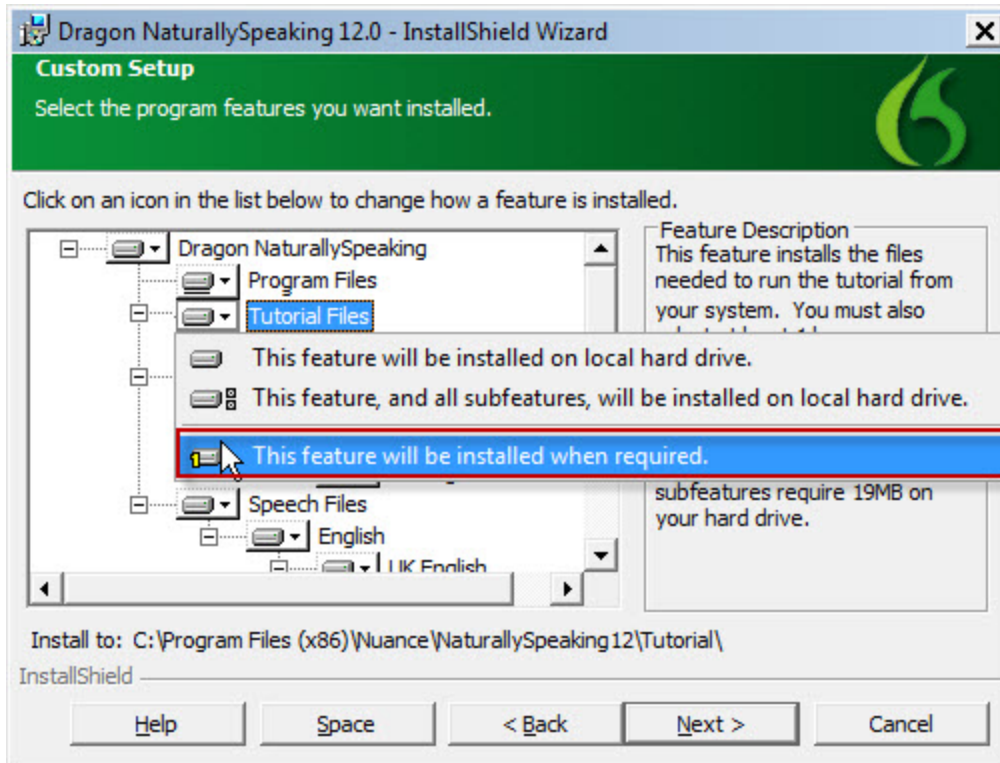 Dragon NaturallySpeaking 12.0 - InstallShield Wizard
Custom Setup
Select the program features you want installed.
Click on an icon in the list below to change how a feature is installed.
Dragon NaturallySpeaking
Program Files
Tutorial Files
Feature Description
This feature installs the files
needed to run the tutorial from
your system. You must also
This feature will be installed on local hard drive.
This feature, and all subfeatures, will be installed on local hard drive.
This feature will be installed when required.
Speech Files
English
UK English
subfeatures require 19MB on
your hard drive.
Install to: C:\Program Files (x86)\Nuance\NaturallySpeaking12\Tutorial\
InstallShield
Help
Space
< Back
Next >
Cancel